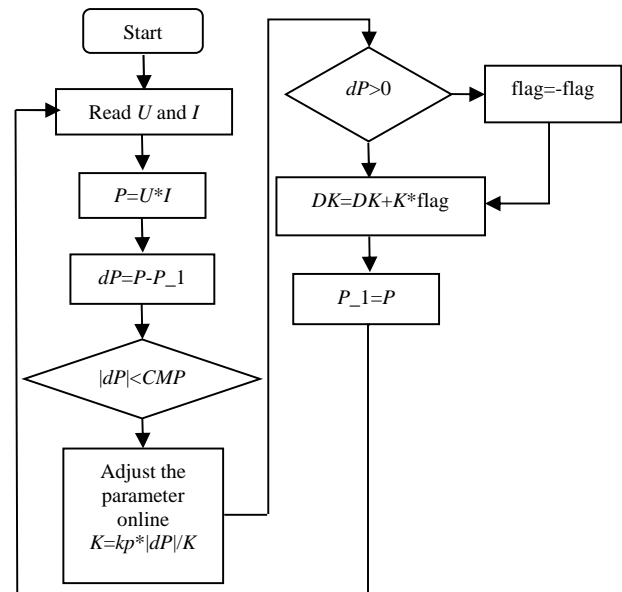 Start
Read U and I
P=U*I
dP=P-P_1
|dP|<CMP
Adjust the
parameter
online
K=kp*|dP|/K
dP>0
flag=-flag
DK=DK+K*flag
P_1=P